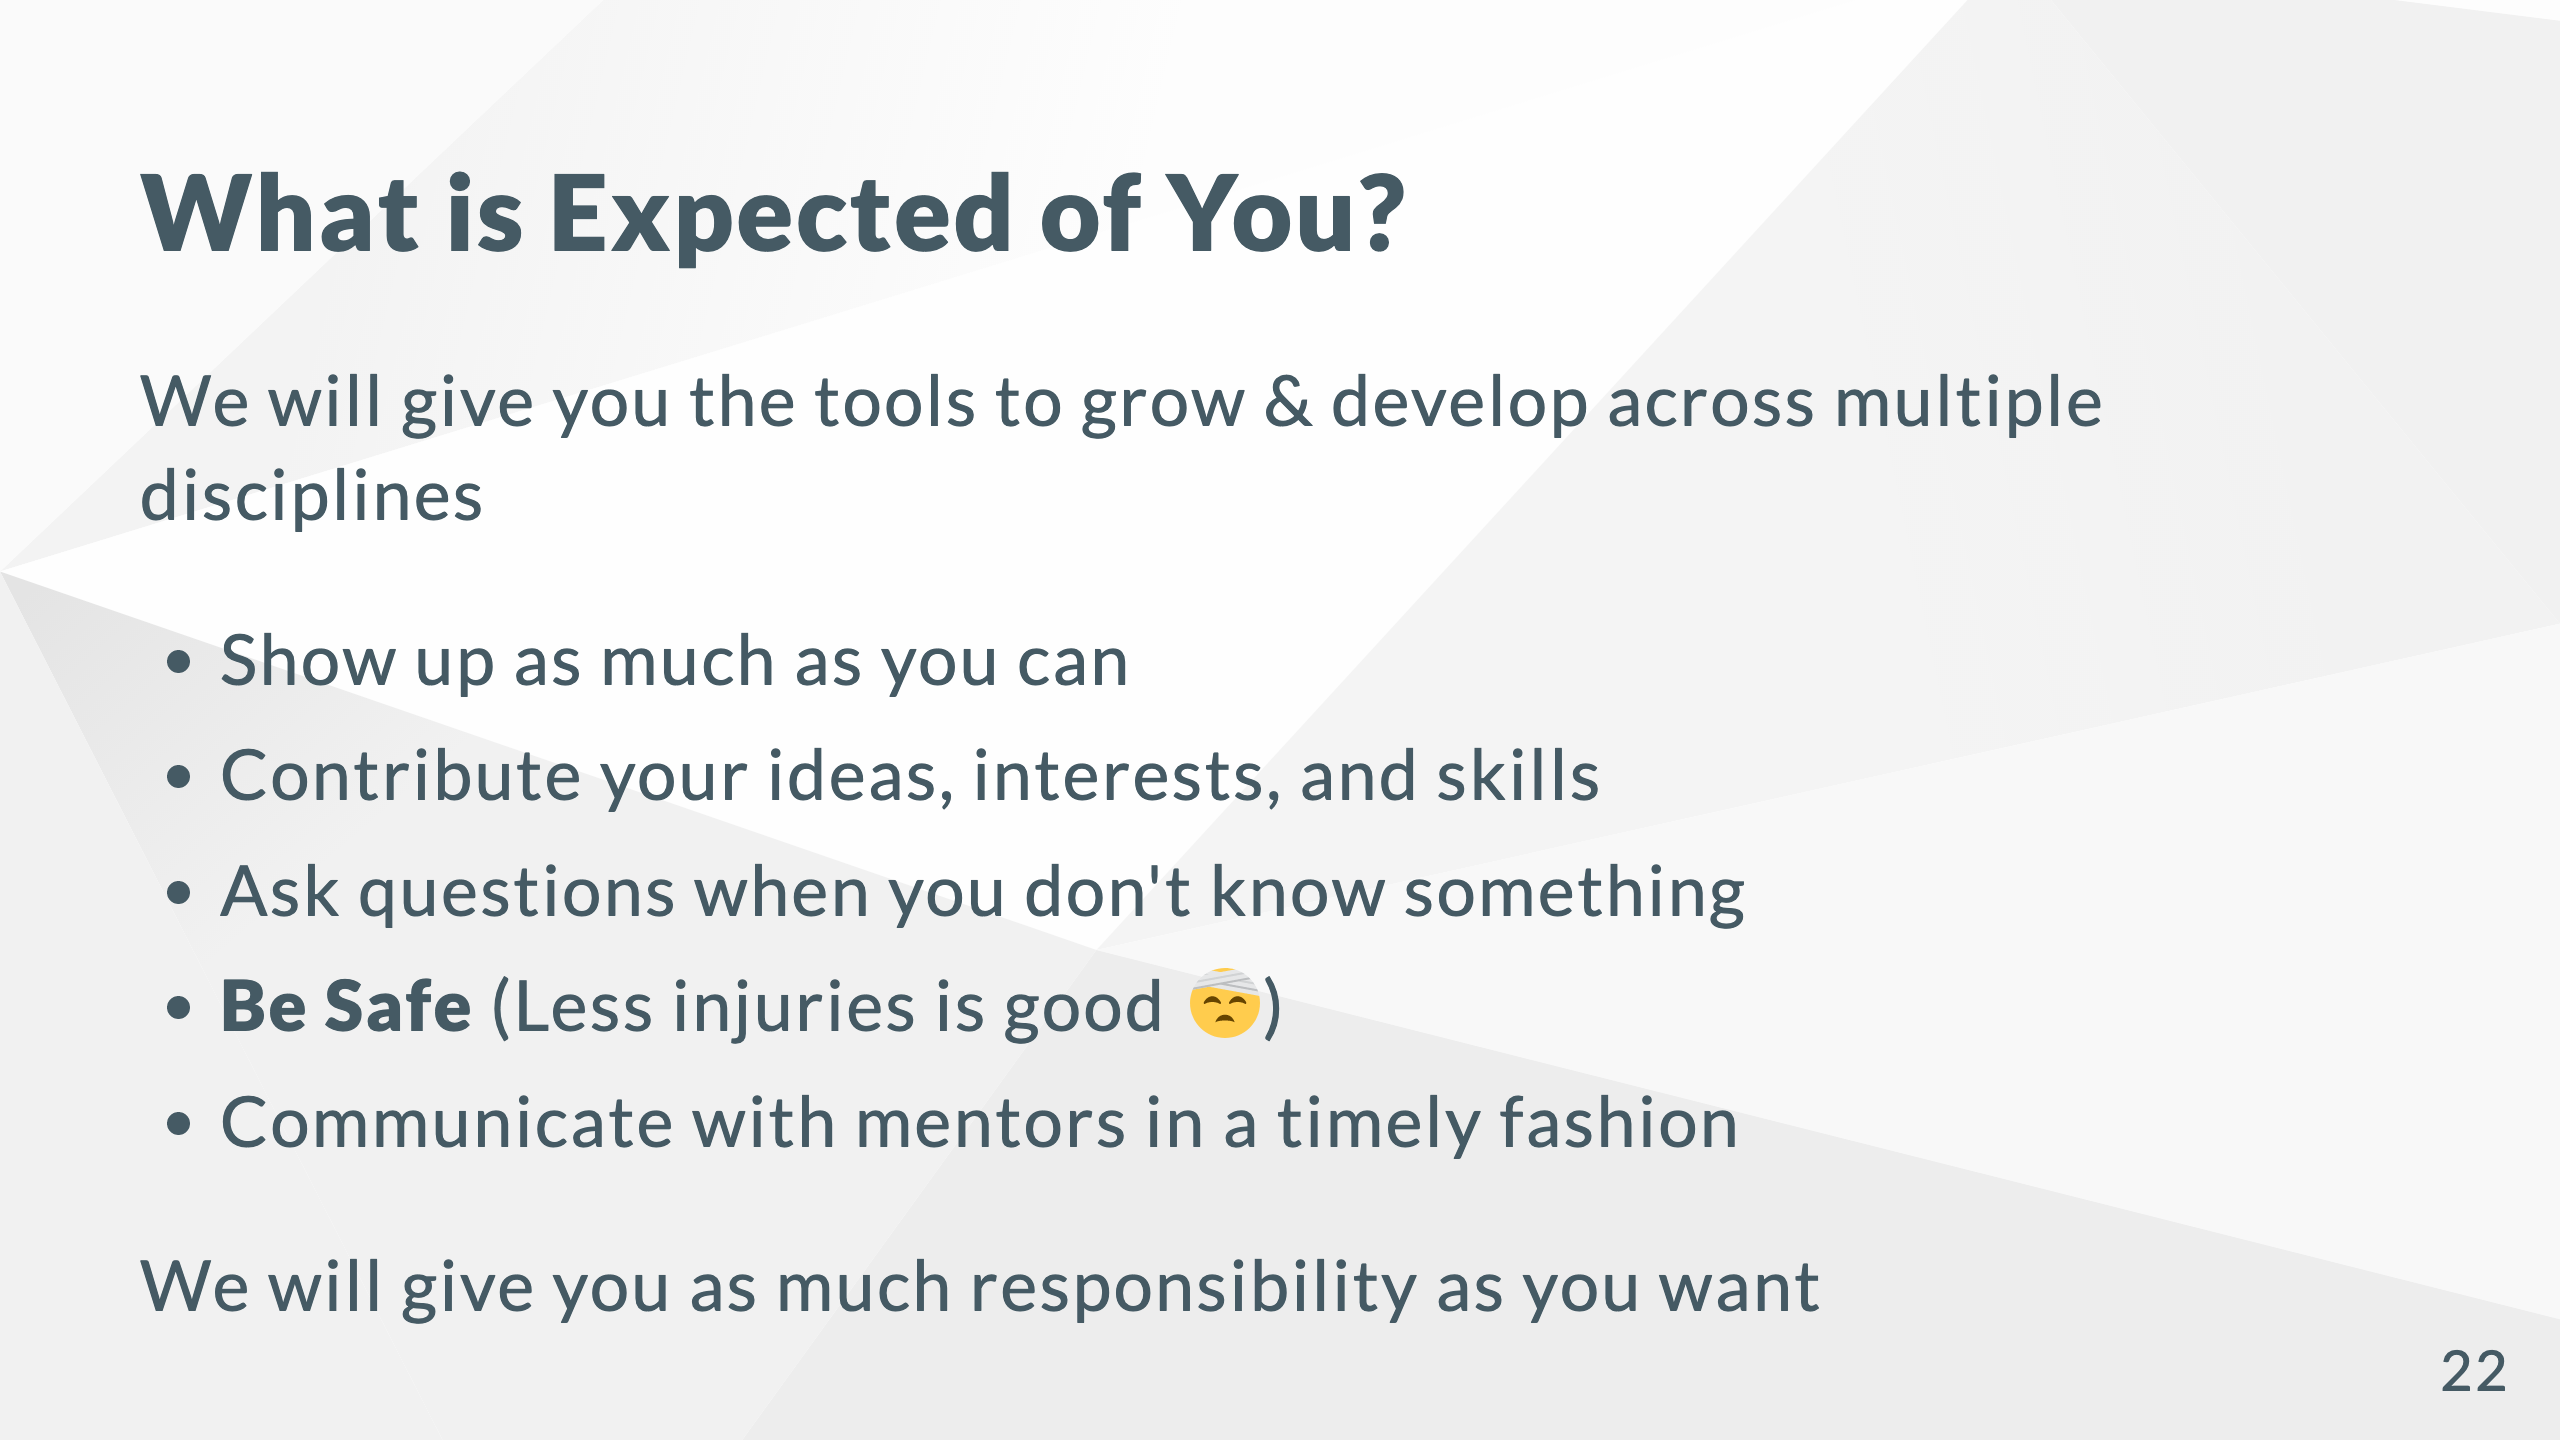 What is Expected of You?
We will give you the tools to grow & develop across multiple
disciplines
• Show up as much as you can
• Contribute your ideas, interests, and skills
• Ask questions when you don't know something
• Be Safe (Less injuries is good 🤕)
• Communicate with mentors in a timely fashion
We will give you as much responsibility as you want
22